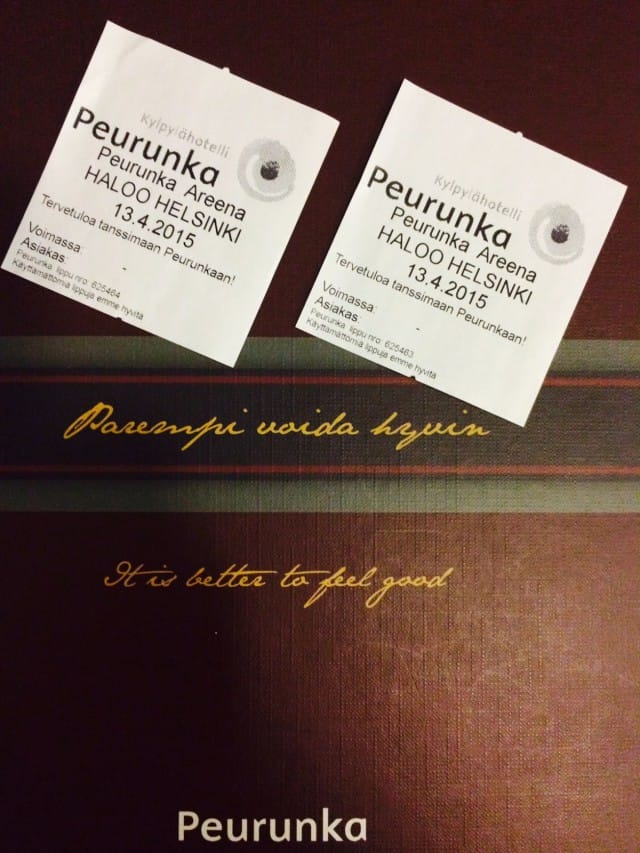 Kylpylähotelli
Peurunka
Peurunka Areena
HALOO HELSINKI
13.4.2015
Tervetuloa tanssimaan Peurunkaan!
Voimassa: -
Asiakas:
Peurunka lippu nro: 625464
Käyttämättömiä lippuja emme hyvitä
Kylpylähotelli
Peurunka
Peurunka Areena
HALOO HELSINKI
13.4.2015
Tervetuloa tanssimaan Peurunkaan!
Voimassa: -
Asiakas:
Peurunka lippu nro: 625463
Käyttämättömiä lippuja emme hyvitä
Parempi voida hyvin
It is better to feel good
Peurunka